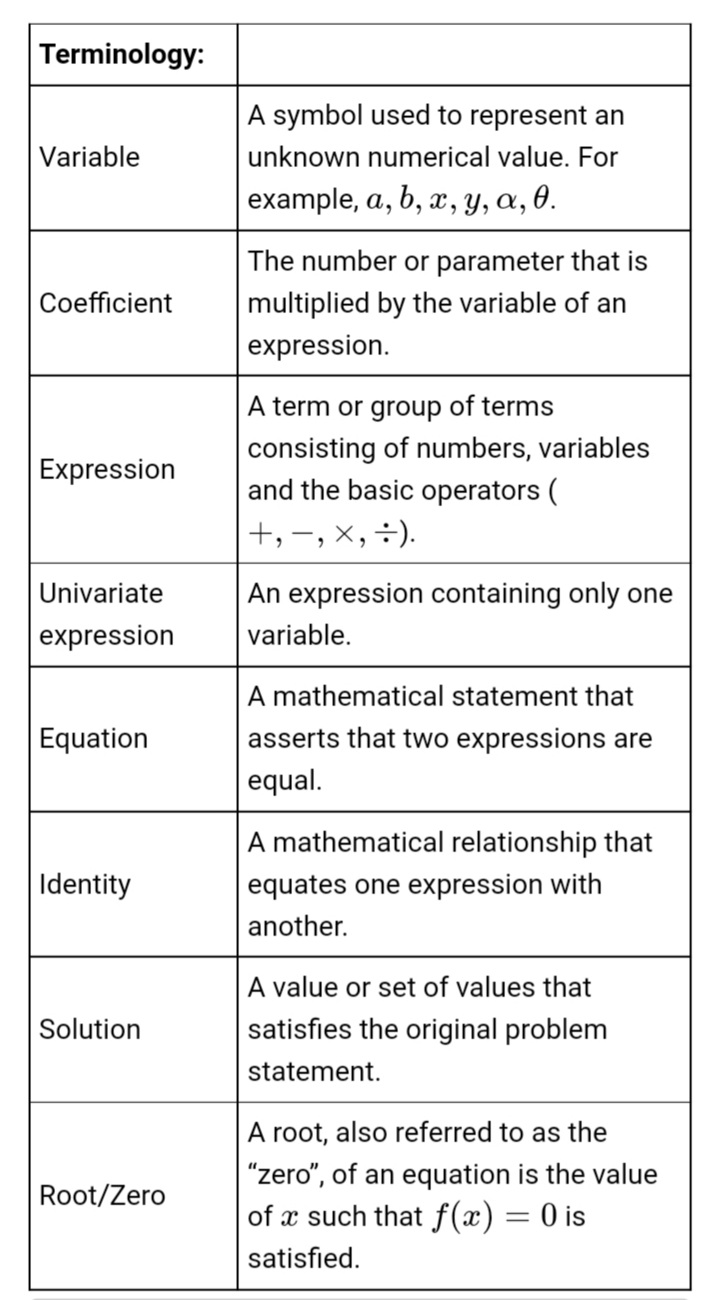 Terminology:
Variable
A symbol used to represent an
unknown numerical value. For
example, a, b, x, y, α, θ.
Coefficient
The number or parameter that is
multiplied by the variable of an
expression.
Expression
A term or group of terms
consisting of numbers, variables
and the basic operators (
+, −, ×, ÷).
Univariate
expression
An expression containing only one
variable.
Equation
A mathematical statement that
asserts that two expressions are
equal.
Identity
A mathematical relationship that
equates one expression with
another.
Solution
A value or set of values that
satisfies the original problem
statement.
Root/Zero
A root, also referred to as the
“zero”, of an equation is the value
of x such that f(x) = 0 is
satisfied.